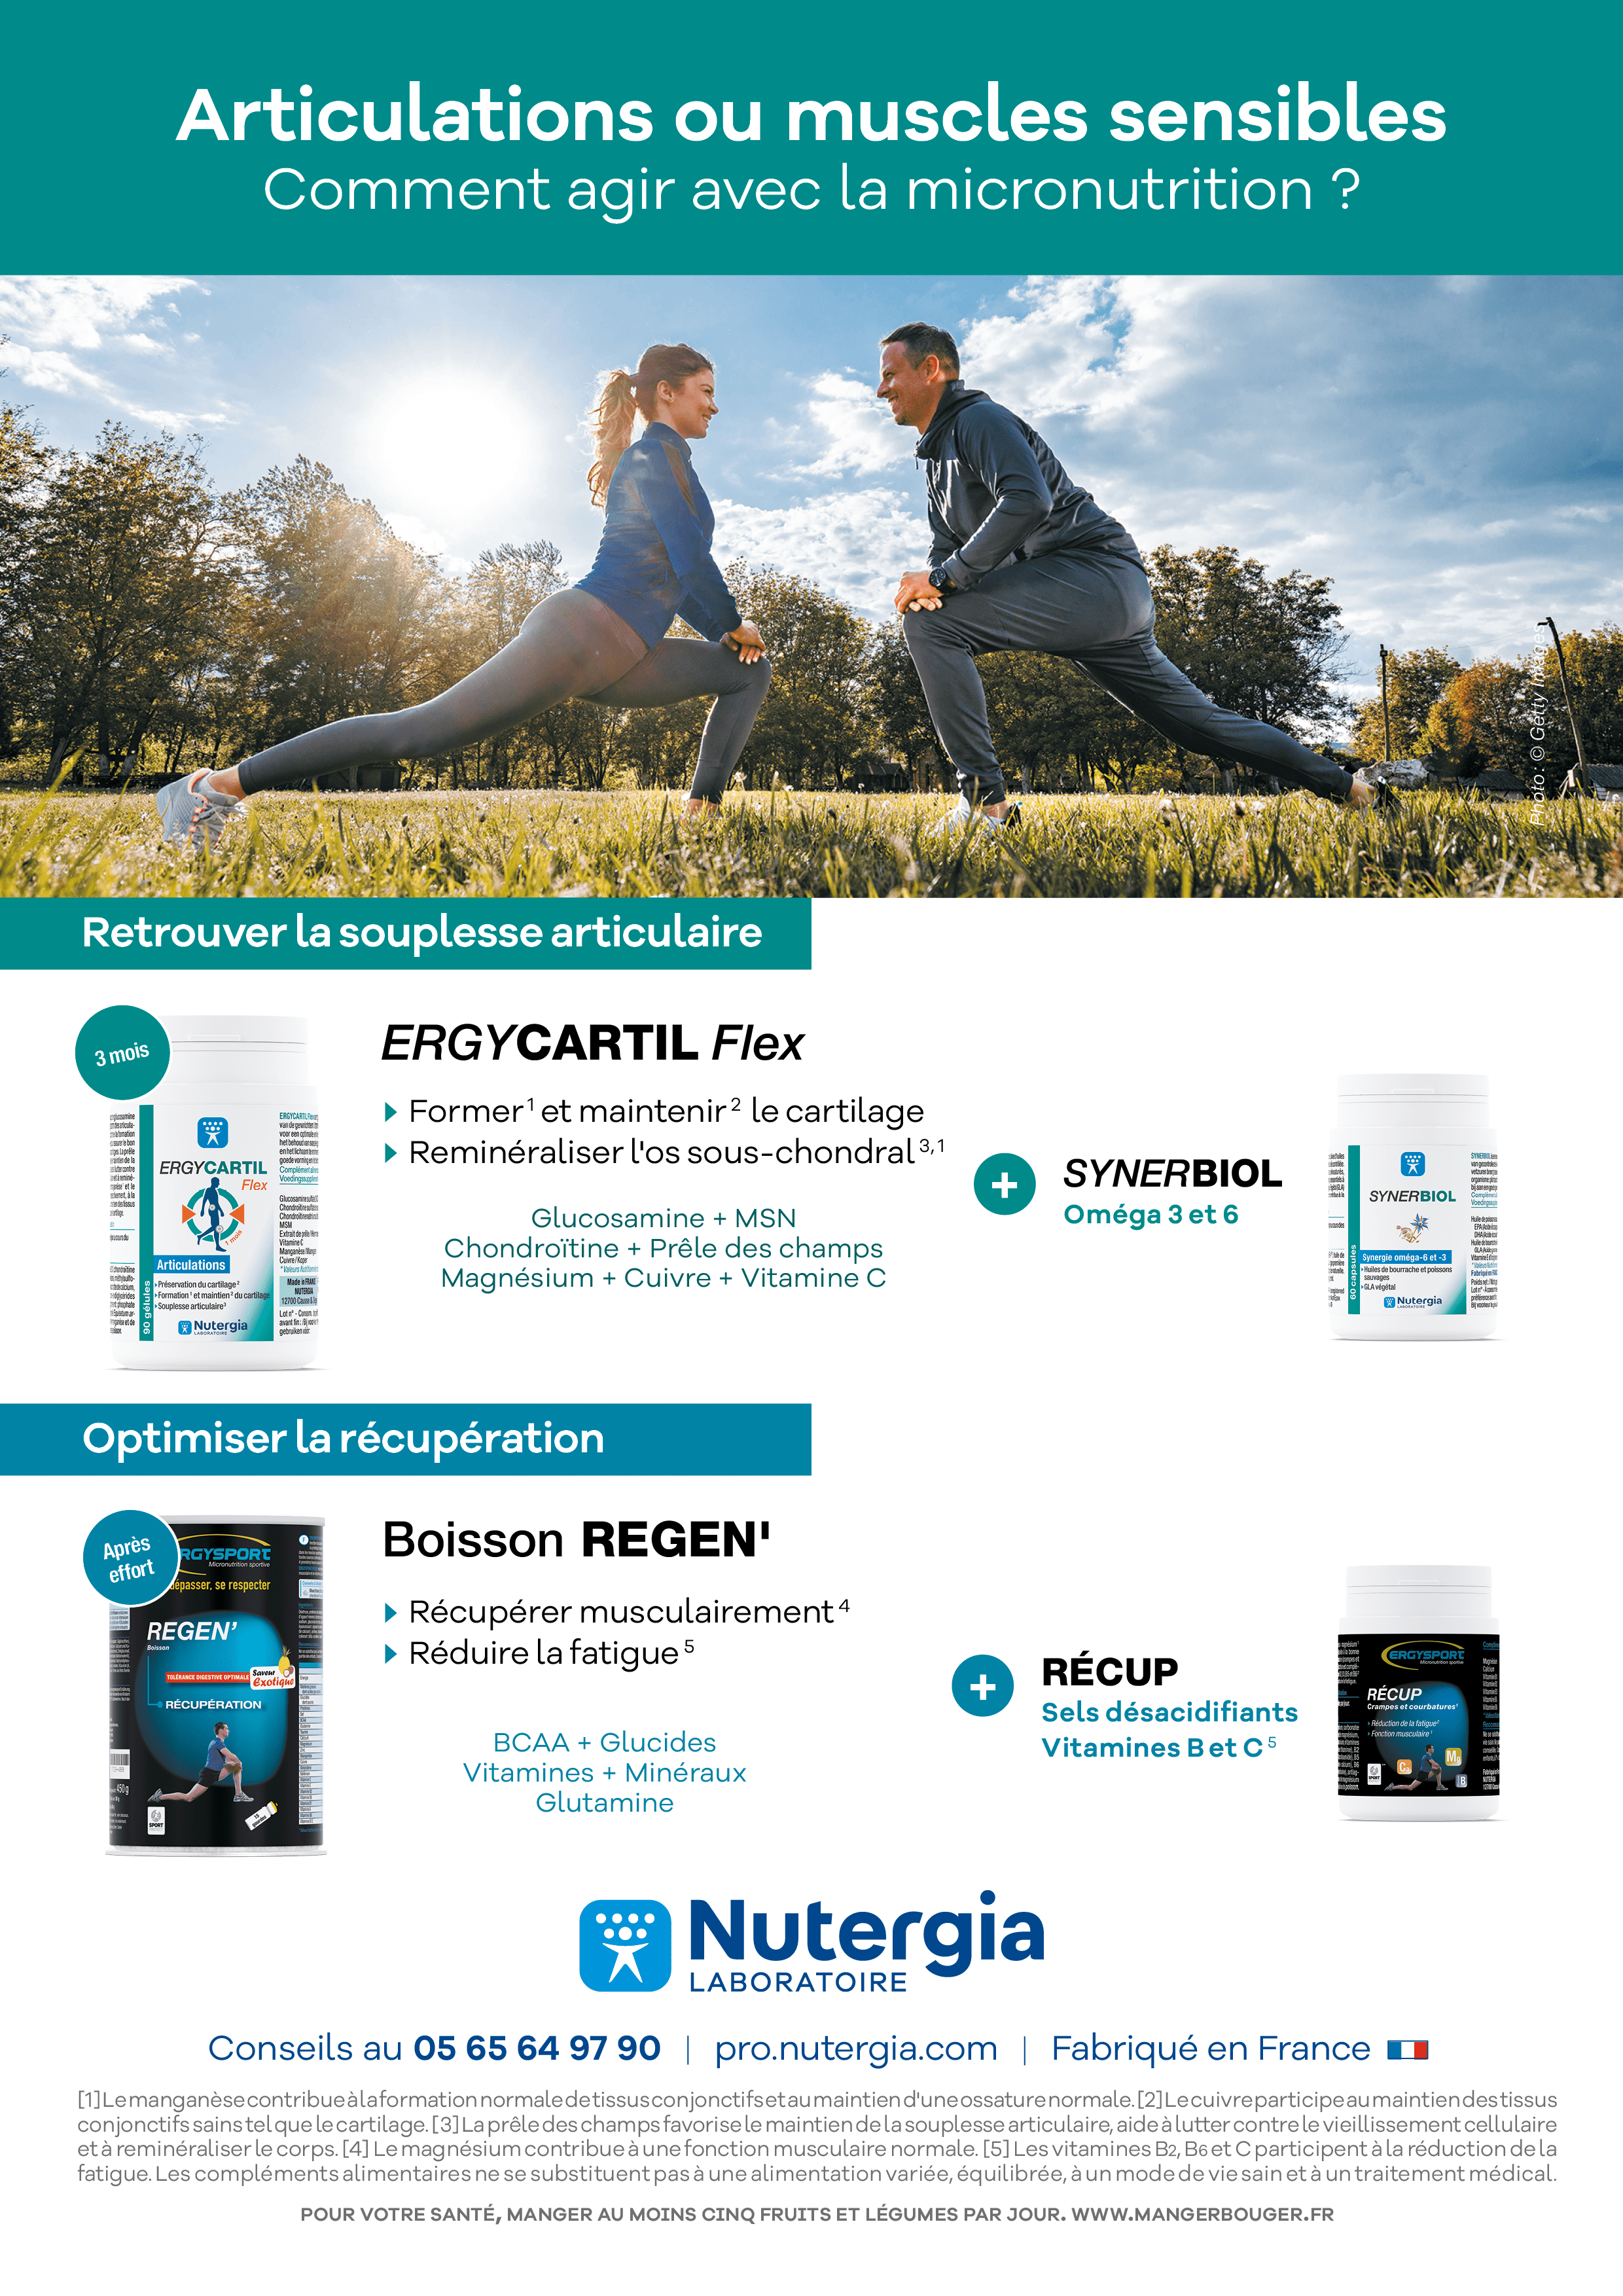 Articulations ou muscles sensibles
Comment agir avec la micronutrition ?
Photo : © Getty Images
Retrouver la souplesse articulaire
3 mois
ERGYCARTIL
Flex
1 mois
Articulations
Préservation du cartilage²
Formation¹ et maintien² du cartilage
Souplesse articulaire³
90 gélules
Nutergia
LABORATOIRE
ERGYCARTIL Flex
Former¹ et maintenir² le cartilage
Reminéraliser l'os sous-chondral³,¹
Glucosamine + MSN
Chondroïtine + Prêle des champs
Magnésium + Cuivre + Vitamine C
+
SYNERBIOL
Oméga 3 et 6
SYNERBIOL
Synergie oméga-6 et -3
Huiles de bourrache et poissons
sauvages
GLA végétal
60 capsules
Nutergia
LABORATOIRE
Optimiser la récupération
Après
effort
RGYSPORT
Micronutrition sportive
épasser, se respecter
REGEN'
Boisson
TOLÉRANCE DIGESTIVE OPTIMALE
Saveur
Exotique
RÉCUPÉRATION
450 g
SPORT
Boisson REGEN'
Récupérer musculairement⁴
Réduire la fatigue⁵
BCAA + Glucides
Vitamines + Minéraux
Glutamine
+
RÉCUP
Sels désacidifiants
Vitamines B et C⁵
ERGYSPORT
Micronutrition sportive
RÉCUP
Crampes et courbatures¹
Réduction de la fatigue²
Fonction musculaire¹
Ca
Mg
B
SPORT
Nutergia
LABORATOIRE
Conseils au 05 65 64 97 90 | pro.nutergia.com | Fabriqué en France
[1] Le manganèse contribue à la formation normale de tissus conjonctifs et au maintien d'une ossature normale. [2] Le cuivre participe au maintien des tissus
conjonctifs sains tel que le cartilage. [3] La prêle des champs favorise le maintien de la souplesse articulaire, aide à lutter contre le vieillissement cellulaire
et à reminéraliser le corps. [4] Le magnésium contribue à une fonction musculaire normale. [5] Les vitamines B2, B6 et C participent à la réduction de la
fatigue. Les compléments alimentaires ne se substituent pas à une alimentation variée, équilibrée, à un mode de vie sain et à un traitement médical.
POUR VOTRE SANTÉ, MANGER AU MOINS CINQ FRUITS ET LÉGUMES PAR JOUR. WWW.MANGERBOUGER.FR